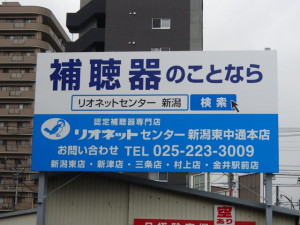 補聴器のことなら
リオネットセンター 新潟 検索
認定補聴器専門店
リオネットセンター新潟東中通本店
お問い合わせ TEL 025-223-3009
新潟東店・新津店・三条店・村上店・金井駅前店
空
あり